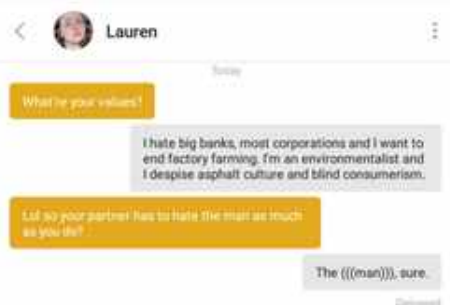 Lauren
Today
What're your values?
I hate big banks, most corporations and I want to
end factory farming. I'm an environmentalist and
I despise asphalt culture and blind consumerism.
Lol so your partner has to hate the man as much
as you do?
The (((man))), sure.
Delivered